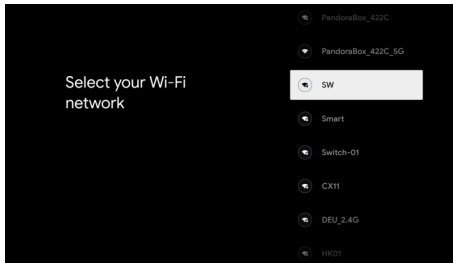 Select your Wi-Fi
network
PandoraBox_422C
PandoraBox_422C_5G
SW
Smart
Switch-01
CX11
DEU_2.4G
HK01